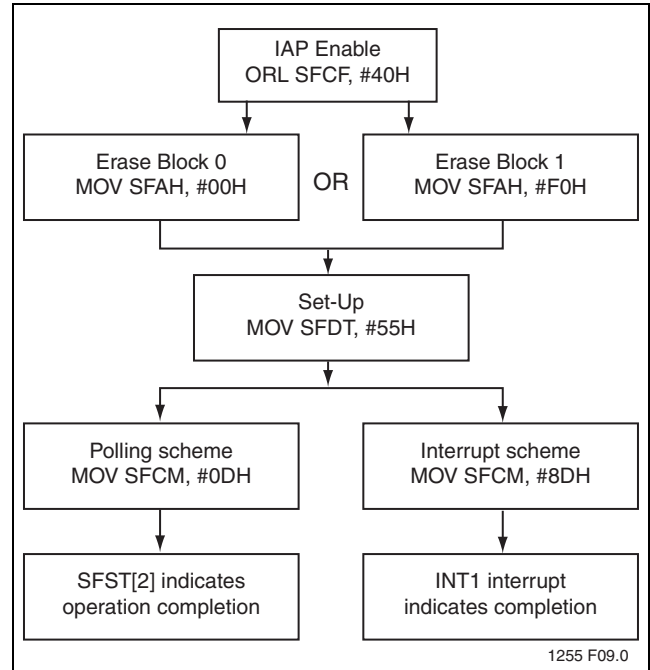 IAP Enable
ORL SFCF, #40H
Erase Block 0
MOV SFAH, #00H
OR
Erase Block 1
MOV SFAH, #F0H
Set-Up
MOV SFDT, #55H
Polling scheme
MOV SFCM, #0DH
Interrupt scheme
MOV SFCM, #8DH
SFST[2] indicates
operation completion
INT1 interrupt
indicates completion
1255 F09.0